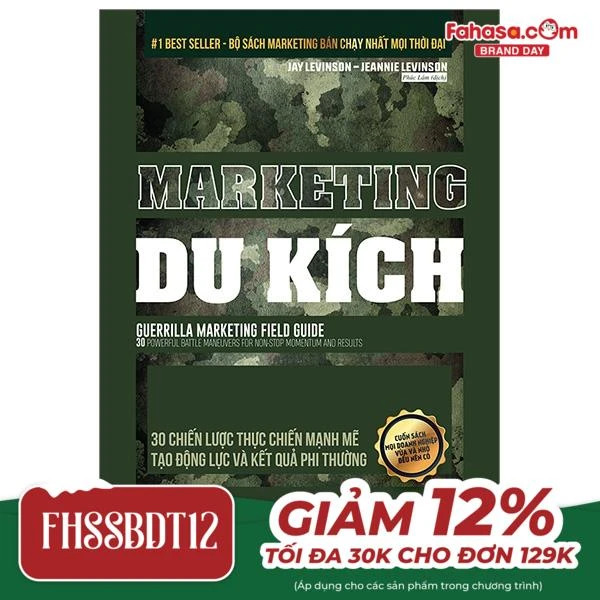 Fahasa.com
BRAND DAY
#1 BEST SELLER - BỘ SÁCH MARKETING BÁN CHẠY NHẤT MỌI THỜI ĐẠI
JAY LEVINSON – JEANNIE LEVINSON
Phúc Lâm (dịch)
MARKETING
DU KÍCH
GUERRILLA MARKETING FIELD GUIDE
30 POWERFUL BATTLE MANEUVERS FOR NON-STOP MOMENTUM AND RESULTS
30 CHIẾN LƯỢC THỰC CHIẾN MẠNH MẼ
TẠO ĐỘNG LỰC VÀ KẾT QUẢ PHI THƯỜNG
CUỐN SÁCH
MỌI DOANH NGHIỆP
VỪA VÀ NHỎ
ĐỀU NÊN CÓ
FHSSBDT12
GIẢM 12%
TỐI ĐA 30K CHO ĐƠN 129K
(Áp dụng cho các sản phẩm trong chương trình)